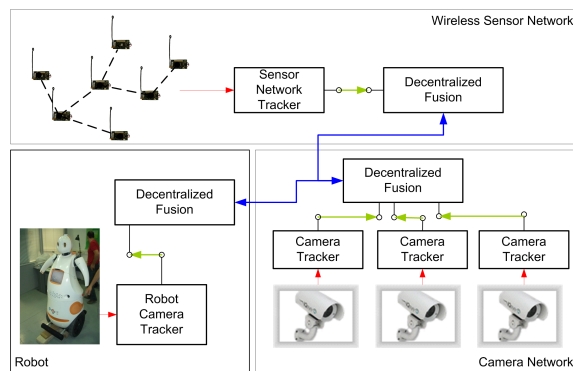 Wireless Sensor Network
Sensor
Network
Tracker
Decentralized
Fusion
Decentralized
Fusion
Decentralized
Fusion
Camera
Tracker
Camera
Tracker
Camera
Tracker
Robot
Camera
Tracker
Robot
Camera Network